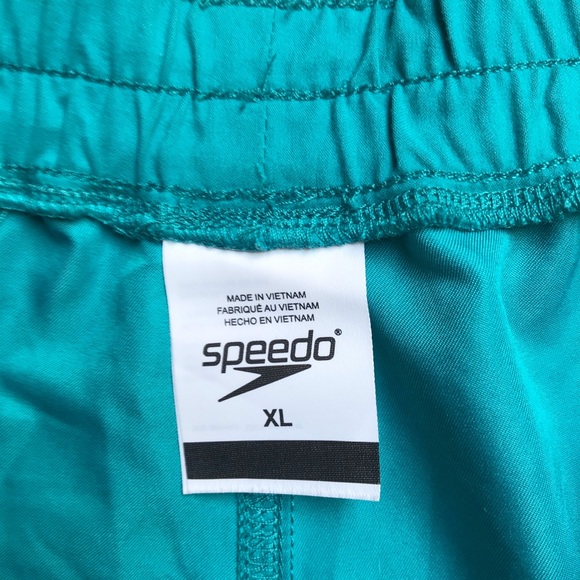 MADE IN VIETNAM
FABRIQUÉ AU VIETNAM
HECHO EN VIETNAM
speedo®
XL